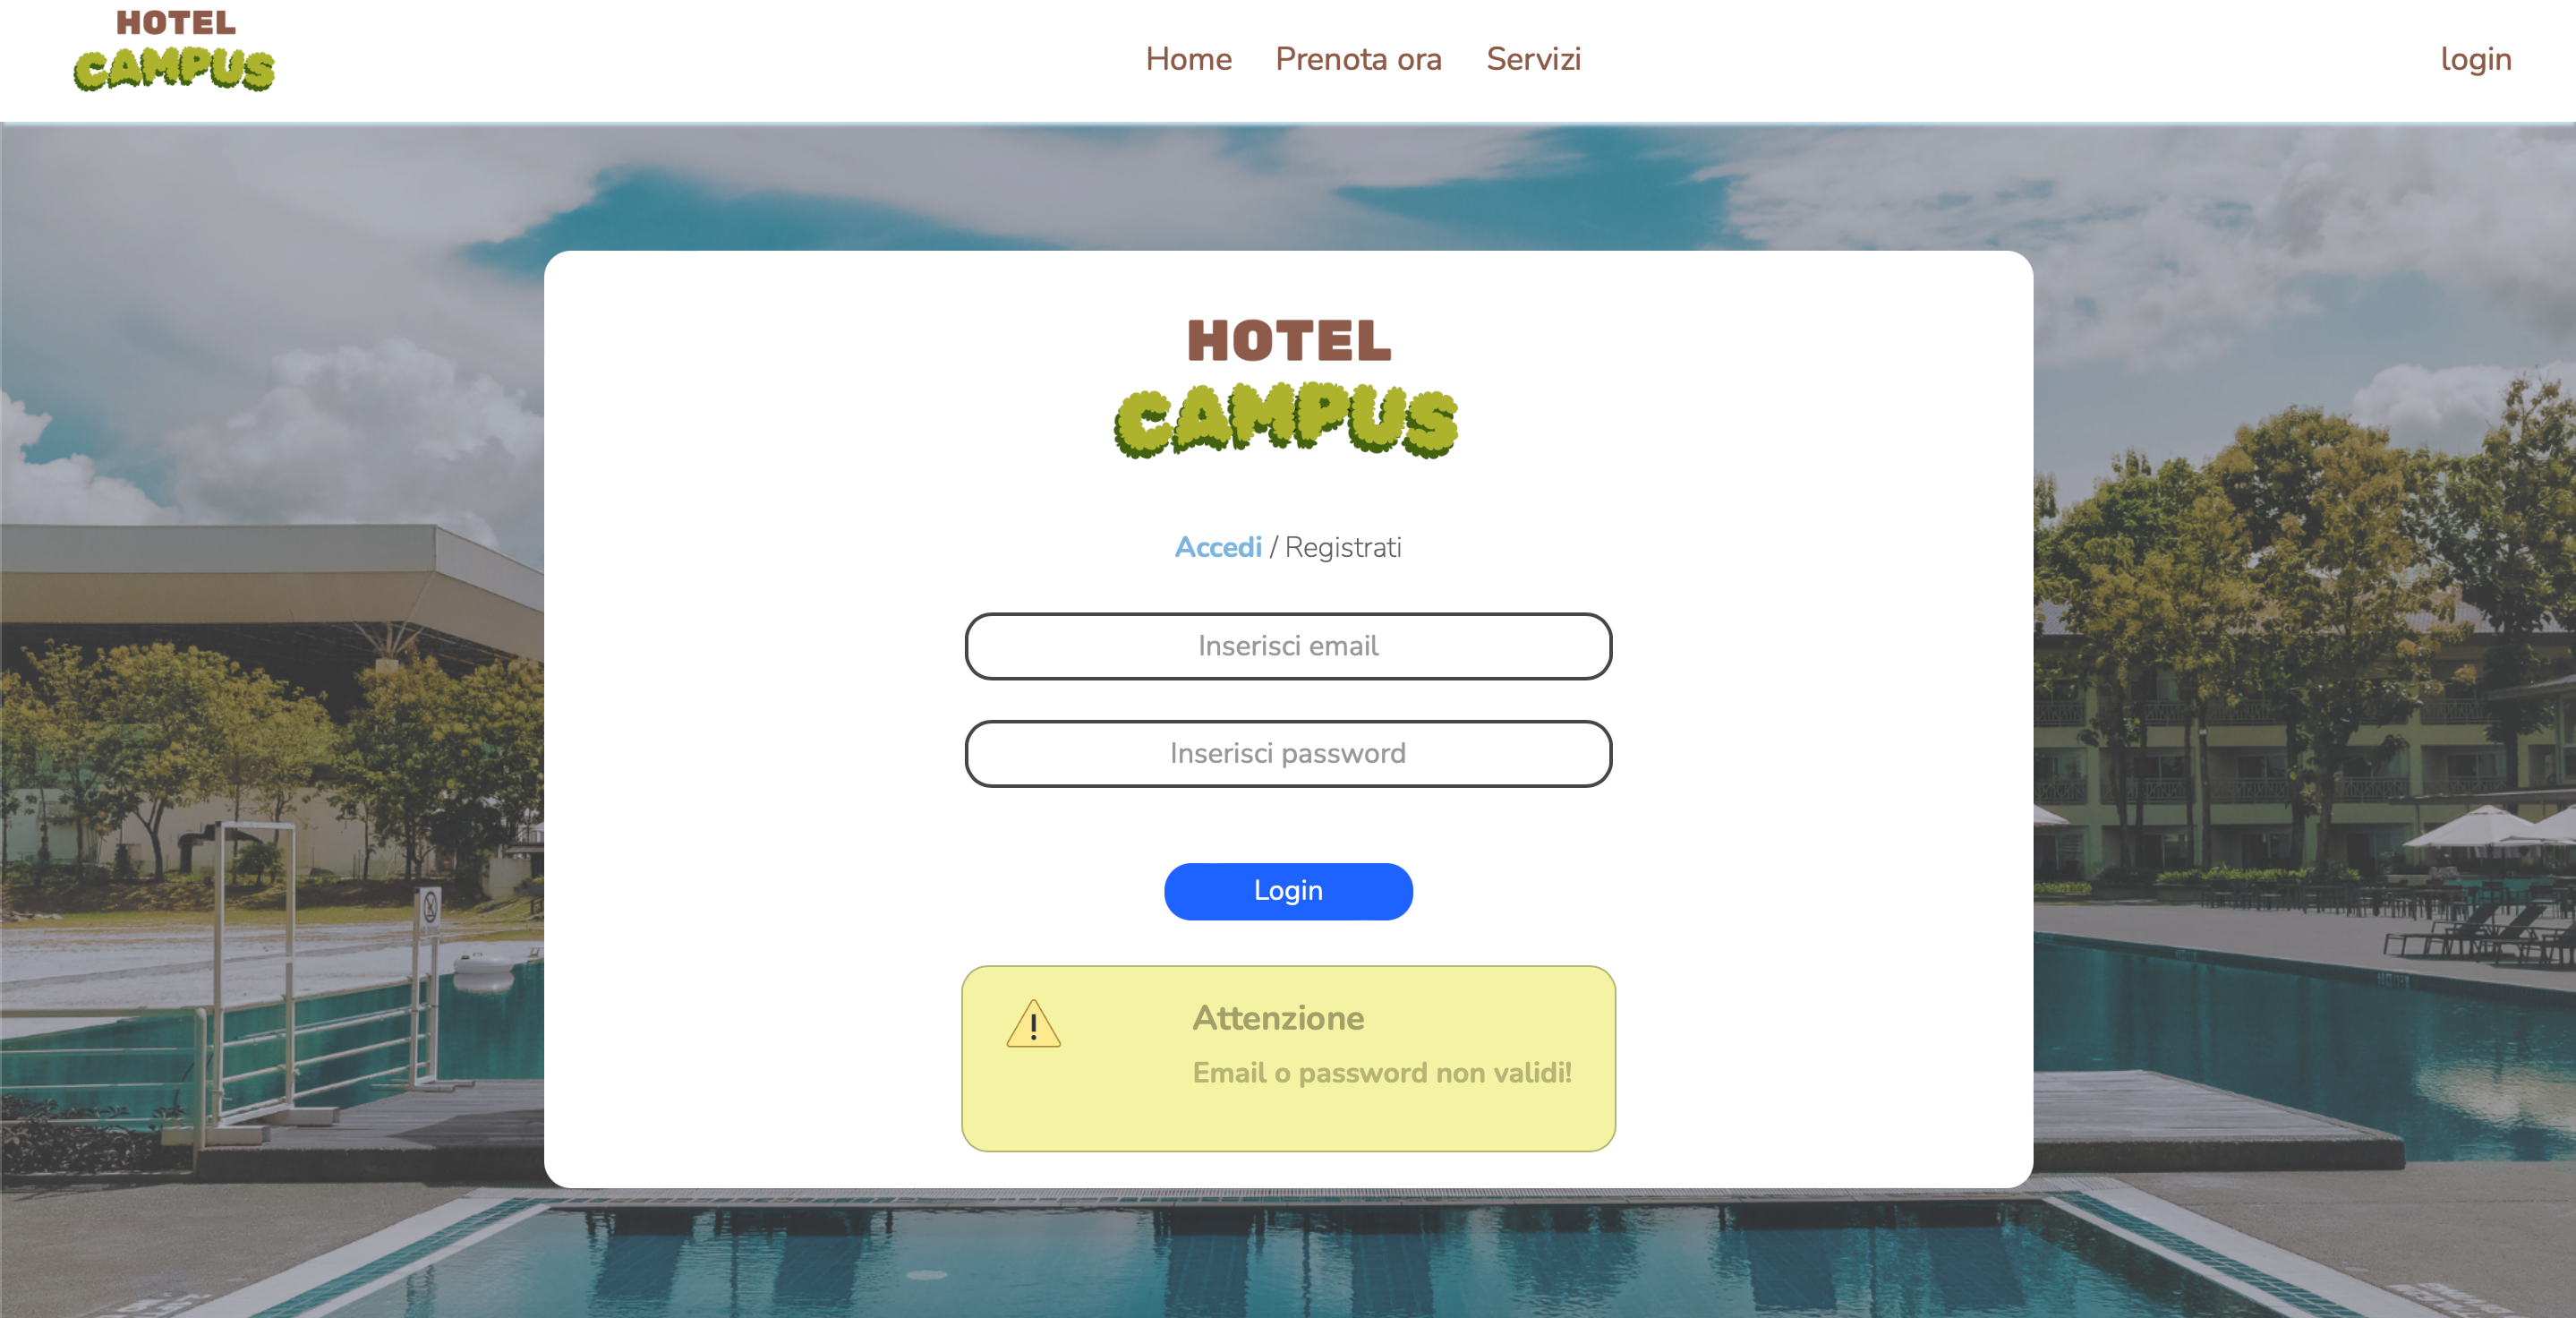 HOTEL
CAMPUS
Home Prenota ora Servizi
login
HOTEL
CAMPUS
Accedi / Registrati
Inserisci email
Inserisci password
Login
Attenzione
Email o password non validi!